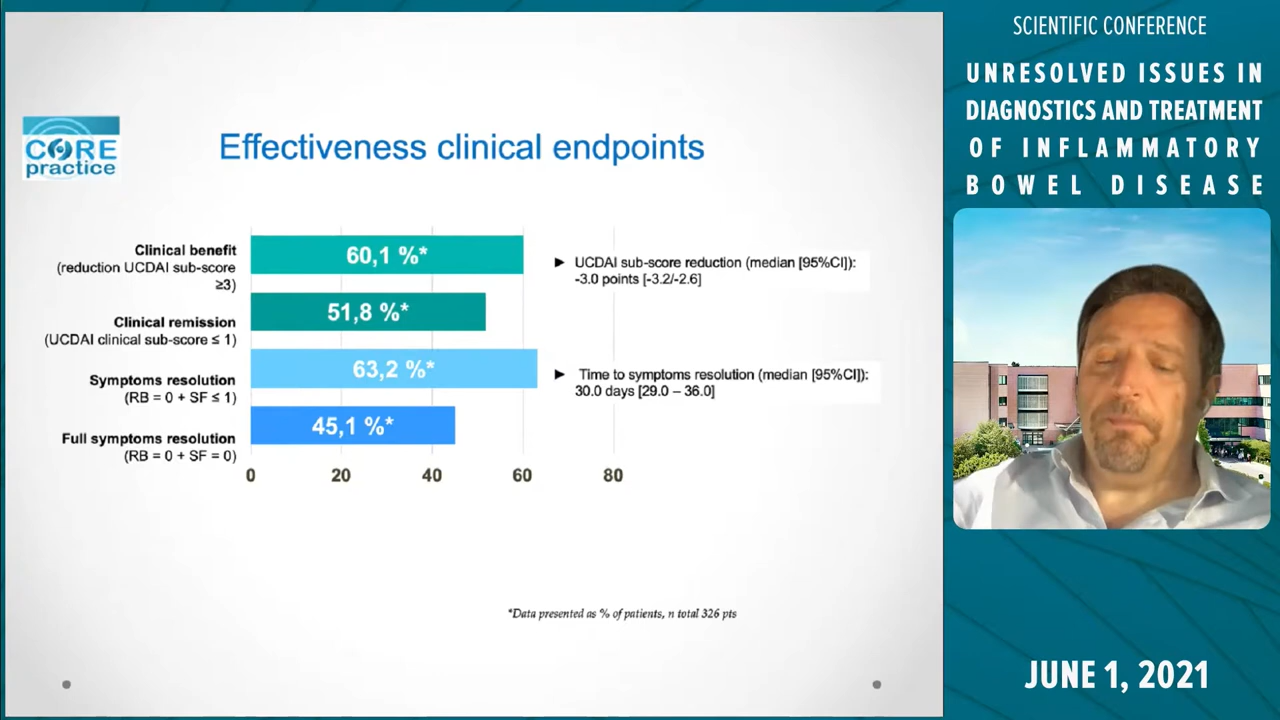 SCIENTIFIC CONFERENCE
UNRESOLVED ISSUES IN
DIAGNOSTICS AND TREATMENT
OF INFLAMMATORY
BOWEL DISEASE
CORE
practice
Effectiveness clinical endpoints
Clinical benefit
(reduction UCDAI sub-score
≥3)
60,1 %*
► UCDAI sub-score reduction (median [95%CI]):
-3.0 points [-3.2/-2.6]
Clinical remission
(UCDAI clinical sub-score ≤ 1)
51,8 %*
Symptoms resolution
(RB = 0 + SF ≤ 1)
63,2 %*
► Time to symptoms resolution (median [95%CI]):
30.0 days [29.0 – 36.0]
Full symptoms resolution
(RB = 0 + SF = 0)
45,1 %*
0 20 40 60 80
*Data presented as % of patients, n total 326 pts
JUNE 1, 2021